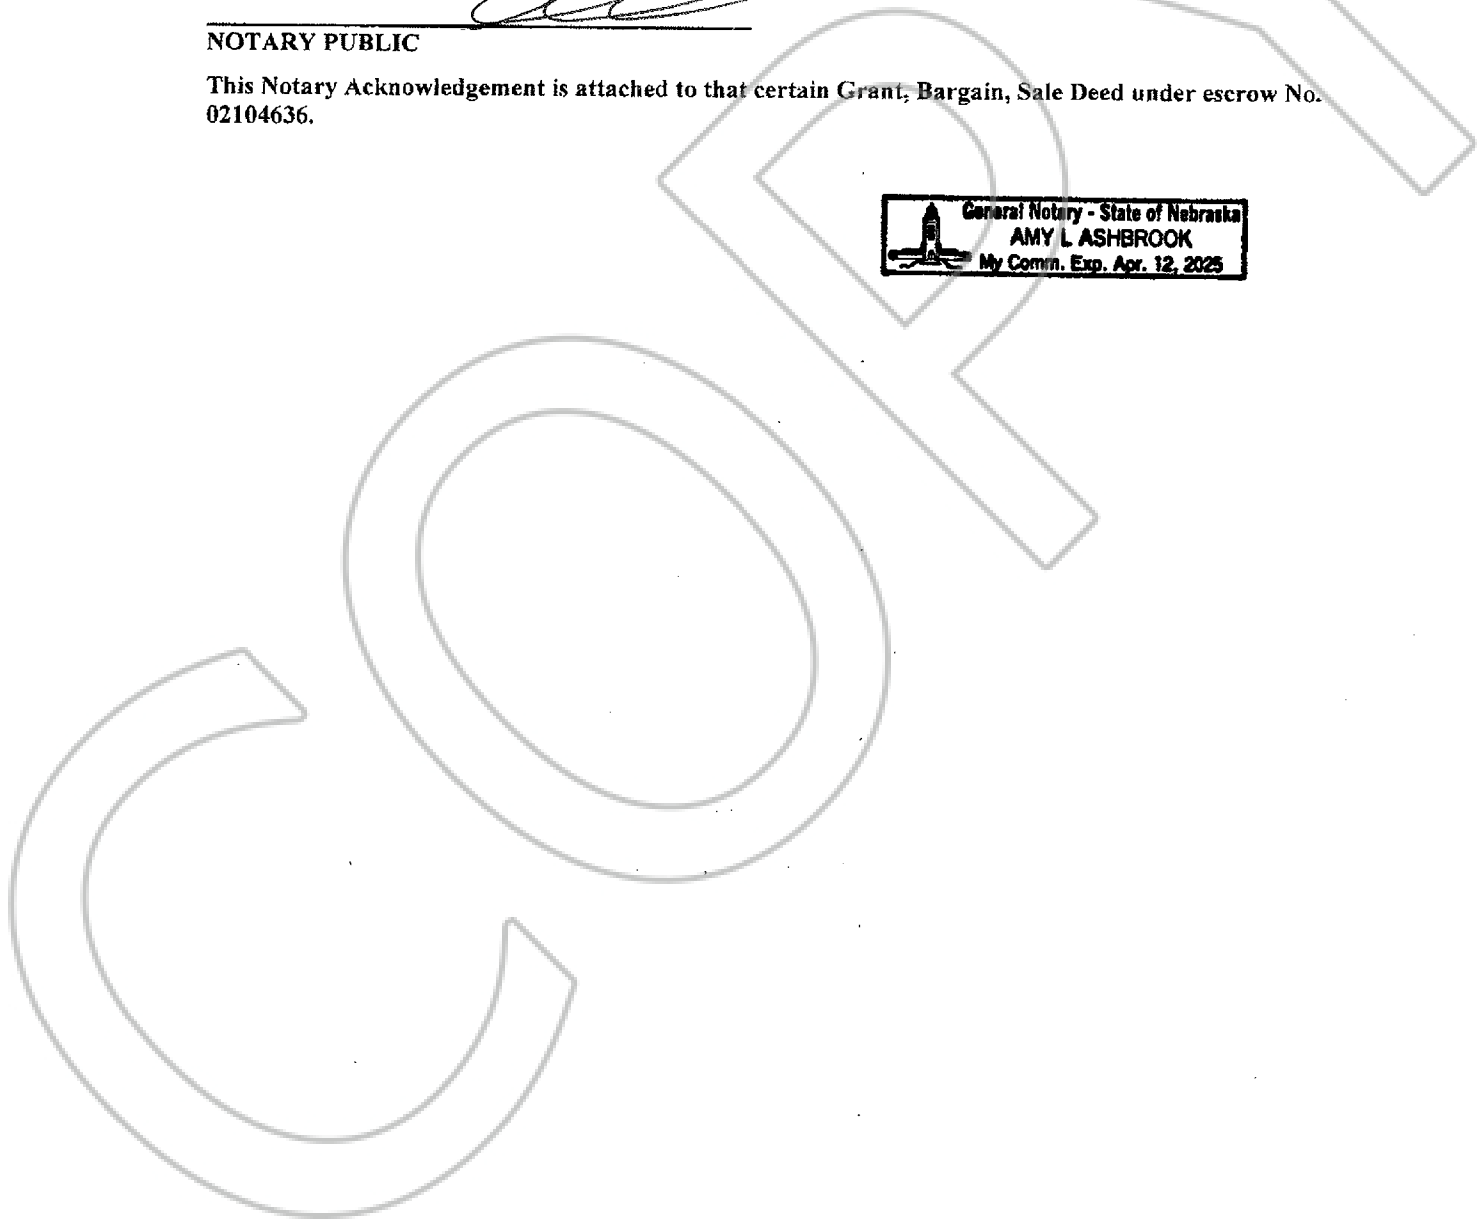 NOTARY PUBLIC
This Notary Acknowledgement is attached to that certain Grant, Bargain, Sale Deed under escrow No.
02104636.
General Notary - State of Nebraska
AMY L ASHBROOK
My Comm. Exp. Apr. 12, 2025
COPY